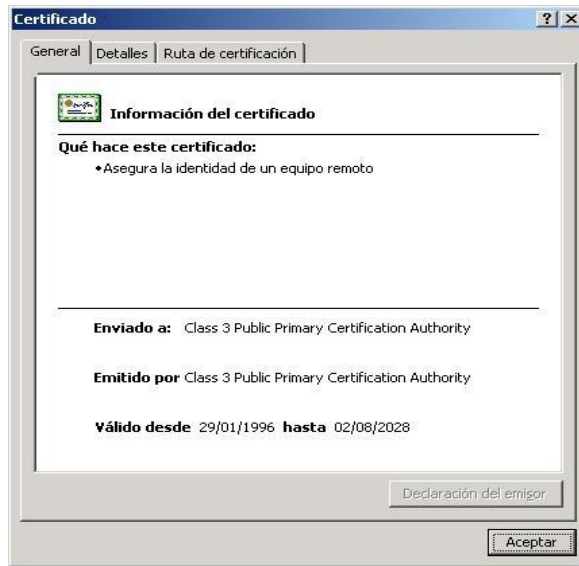 Certificado
General Detalles Ruta de certificación
Información del certificado
Qué hace este certificado:
•Asegura la identidad de un equipo remoto
Enviado a: Class 3 Public Primary Certification Authority
Emitido por Class 3 Public Primary Certification Authority
Válido desde 29/01/1996 hasta 02/08/2028
Declaración del emisor
Aceptar